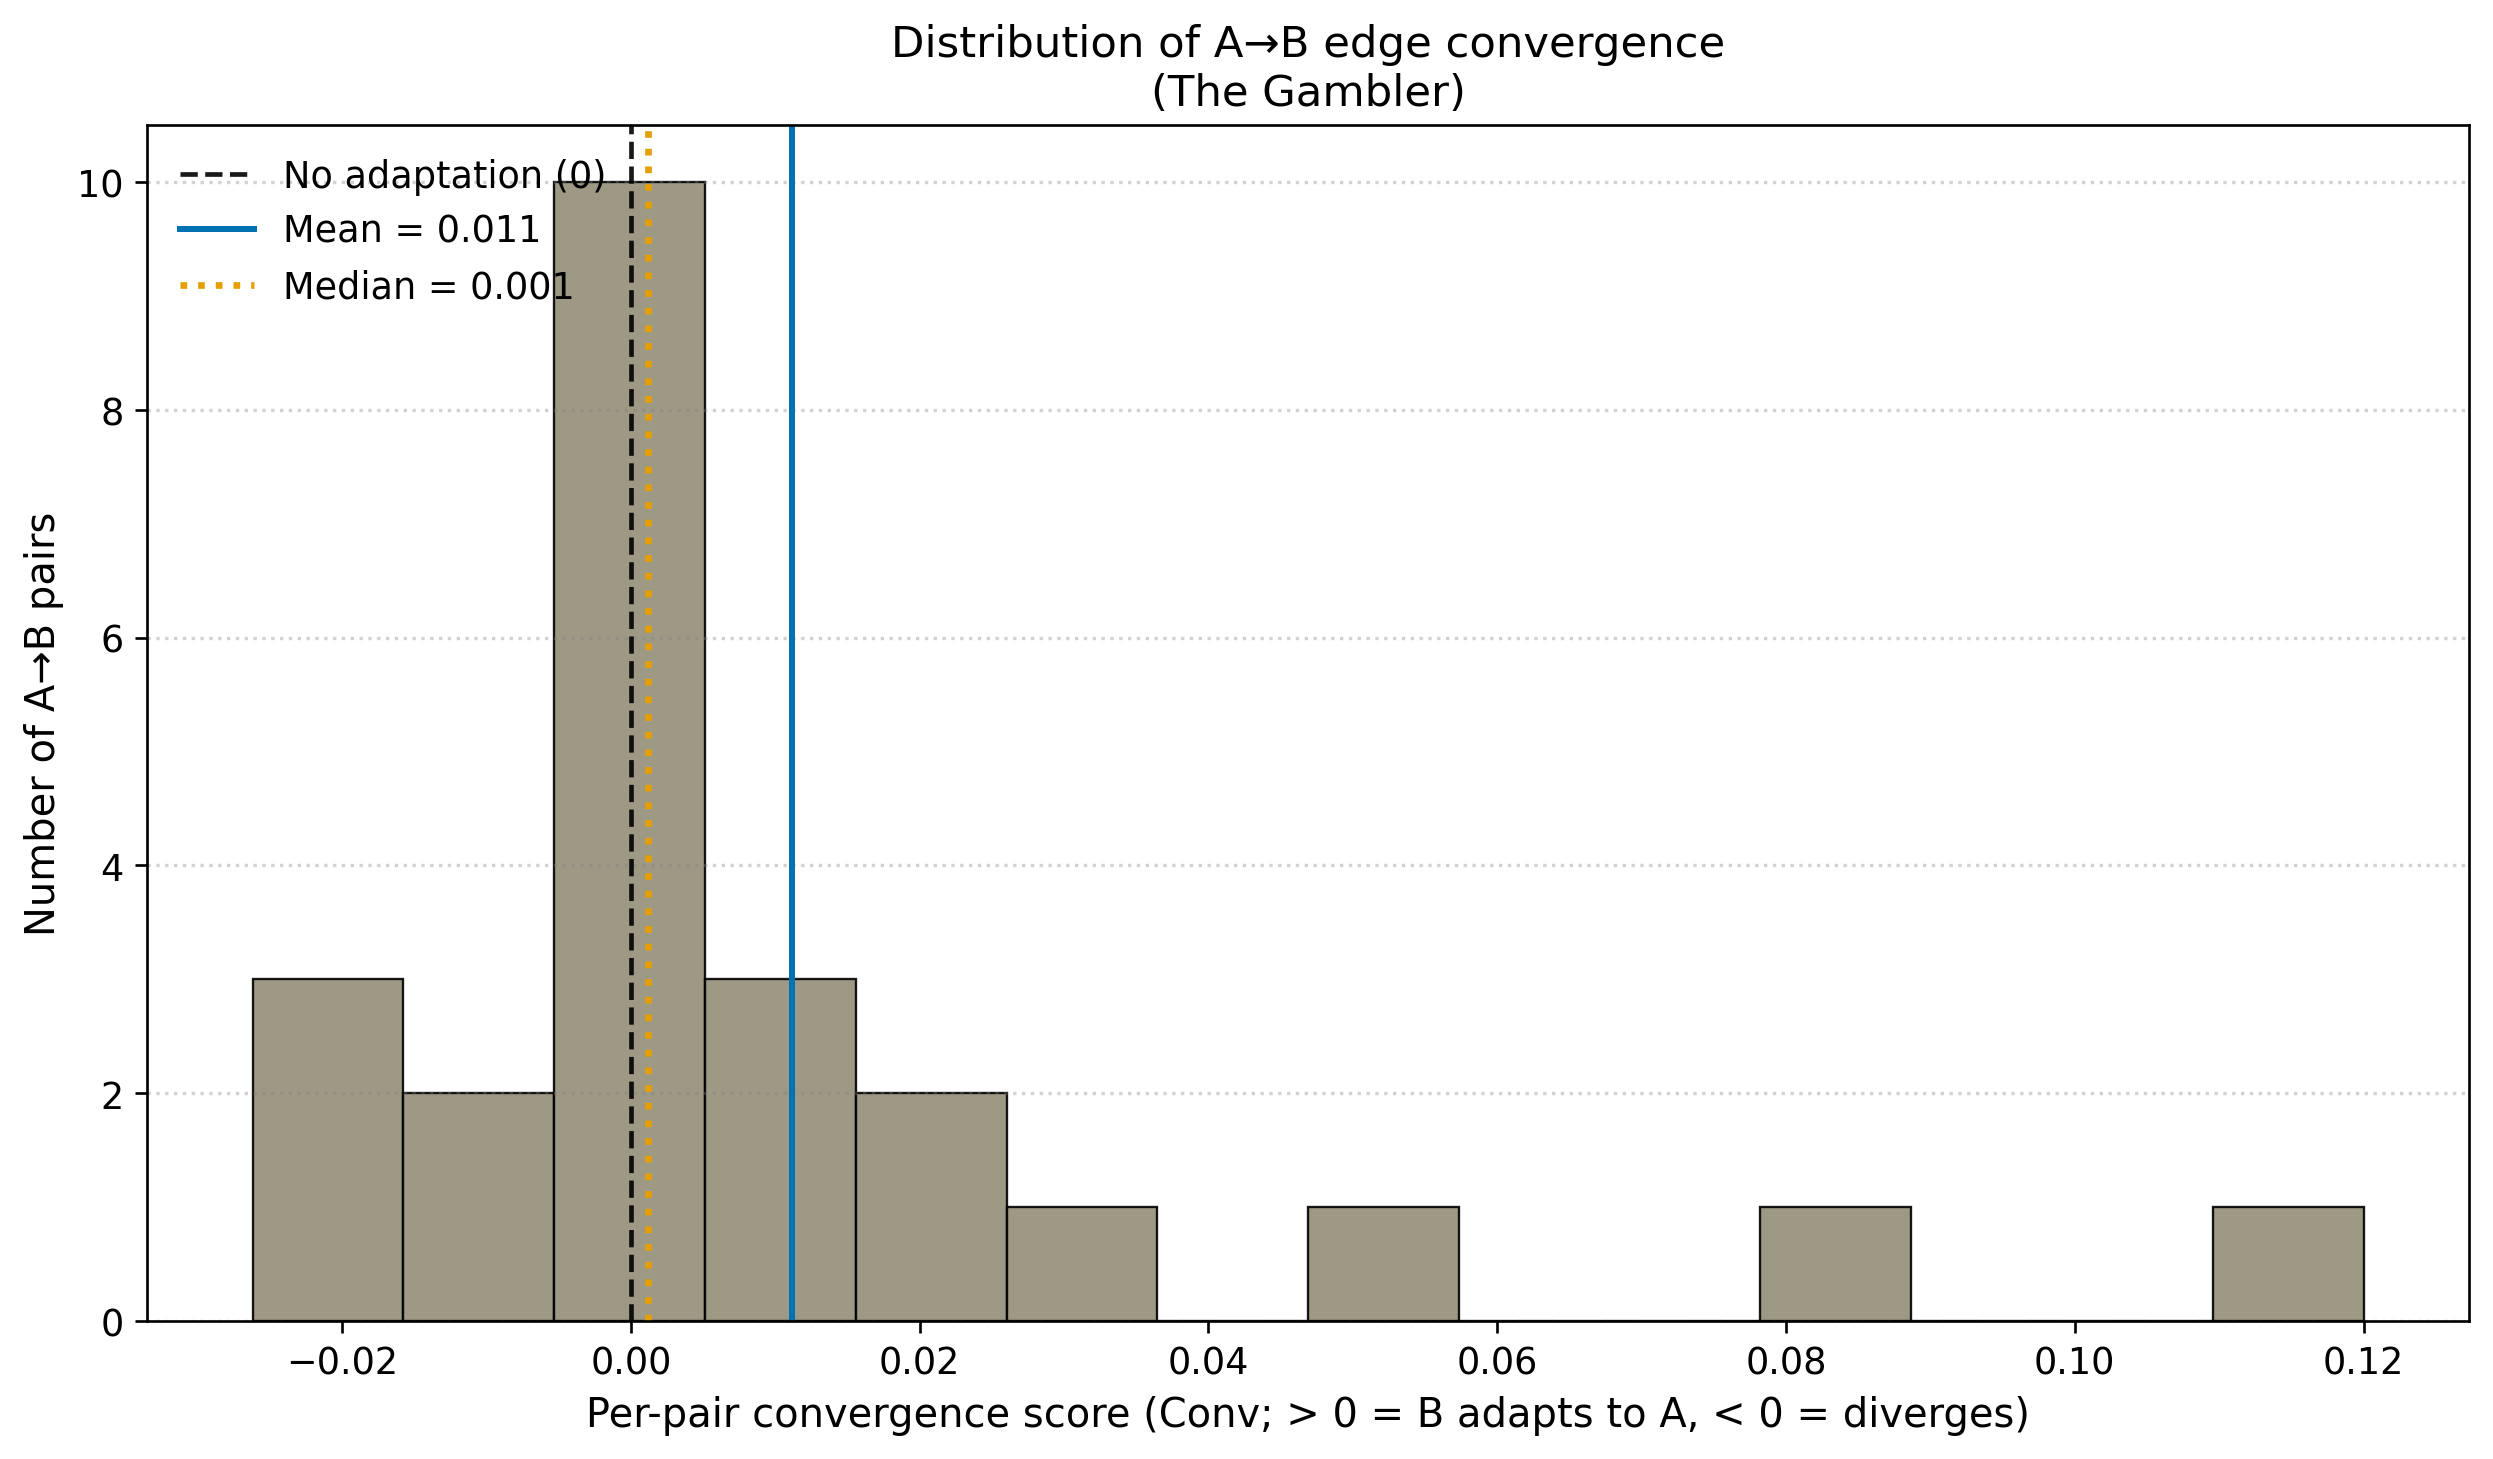 Distribution of A→B edge convergence
(The Gambler)
No adaptation (0)
Mean = 0.011
Median = 0.001
Number of A→B pairs
10
8
6
4
2
0
−0.02
0.00
0.02
0.04
0.06
0.08
0.10
0.12
Per-pair convergence score (Conv; > 0 = B adapts to A, < 0 = diverges)